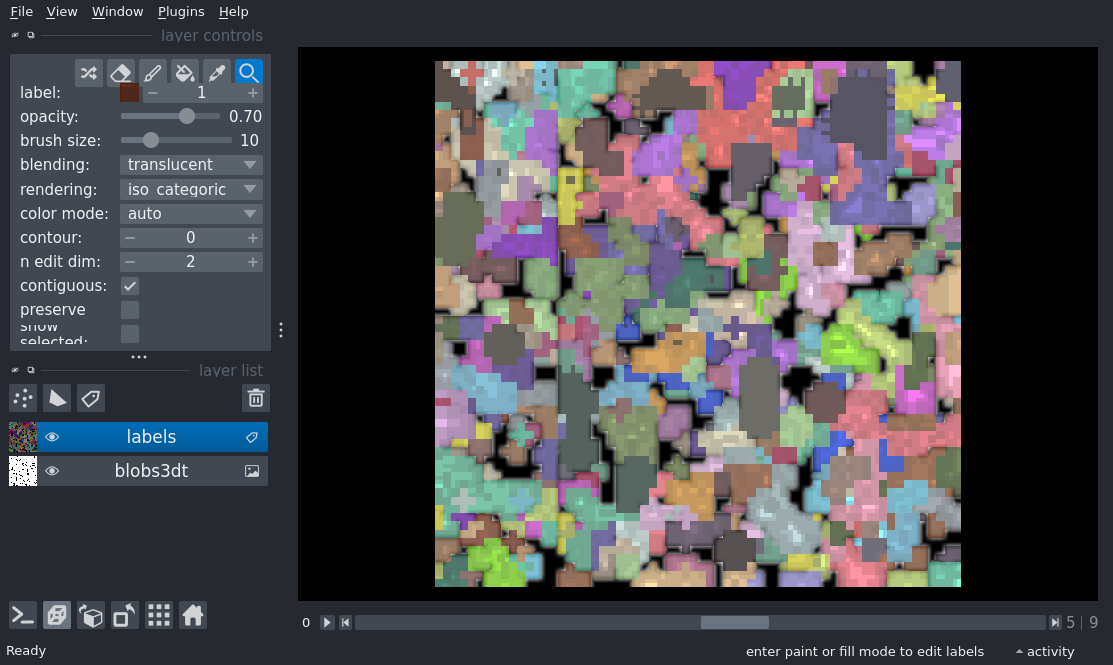 File View Window Plugins Help
layer controls
label: 1
opacity: 0.70
brush size: 10
blending: translucent
rendering: iso_categoric
color mode: auto
contour: 0
n edit dim: 2
contiguous:
preserve
show
selected:
layer list
labels
blobs3dt
0 5 | 9
Ready enter paint or fill mode to edit labels activity